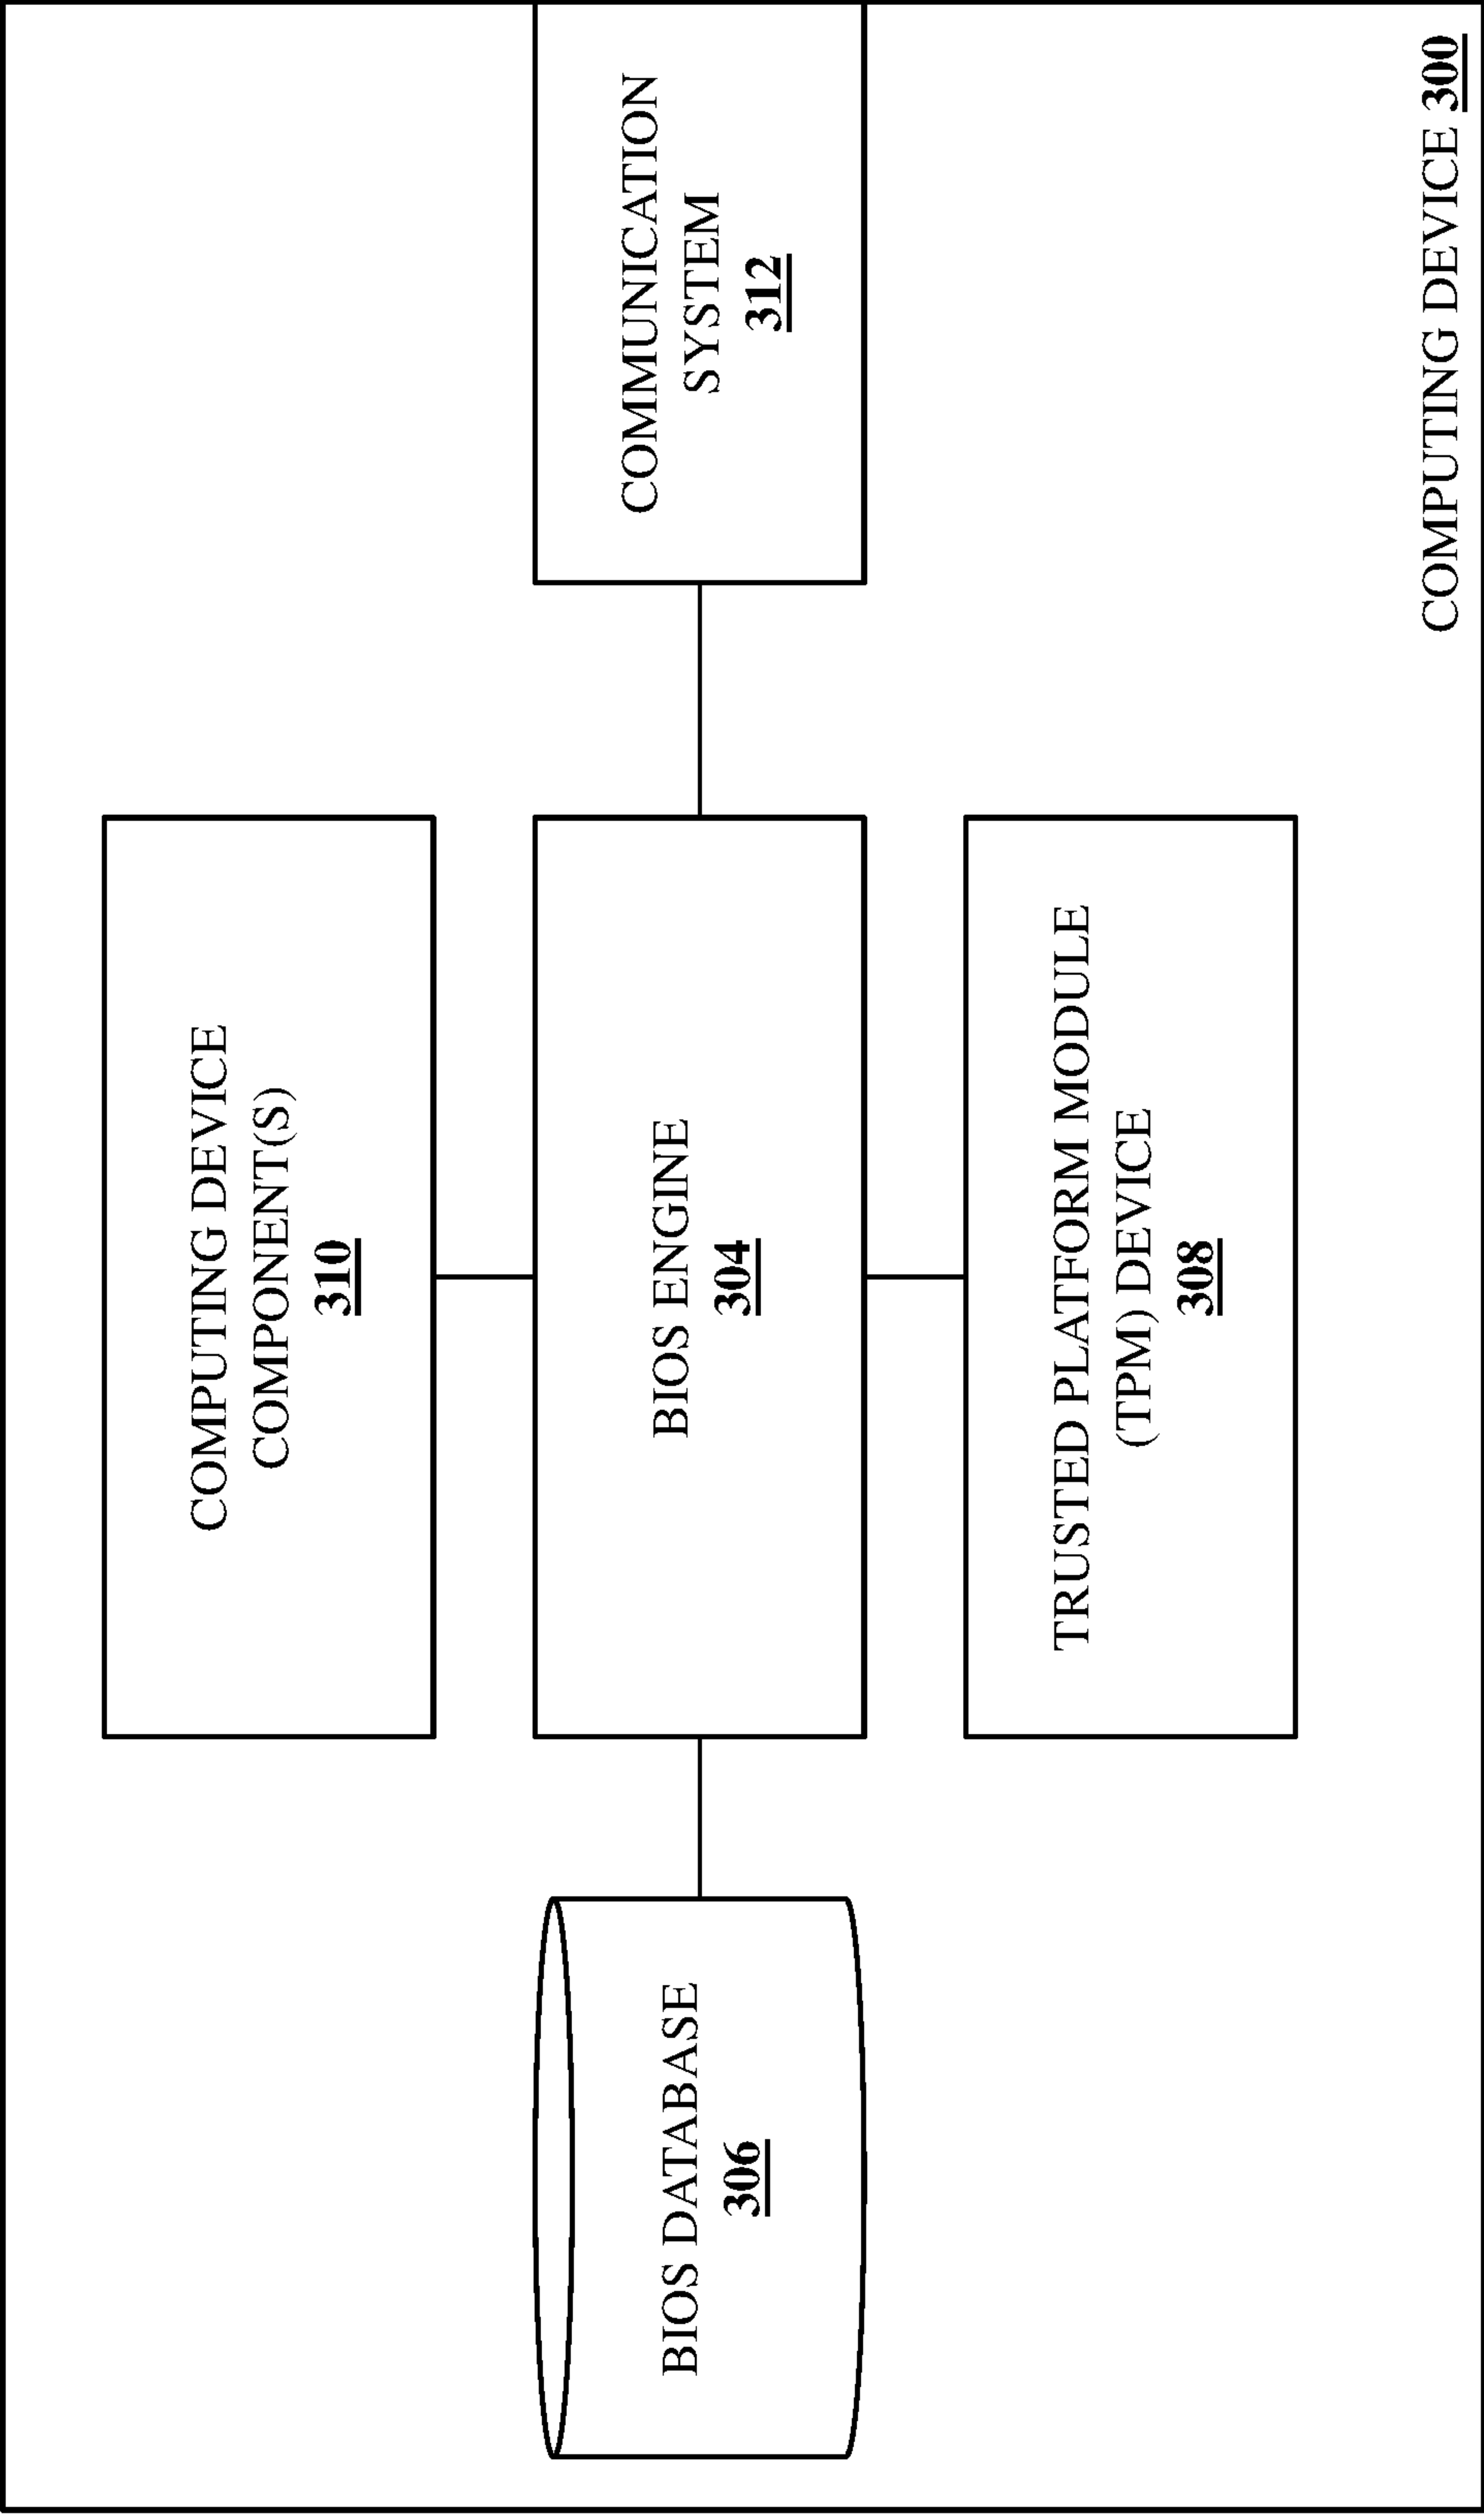 COMPUTING DEVICE
COMPONENT(S)
310
BIOS DATABASE
306
BIOS ENGINE
304
COMMUNICATION
SYSTEM
312
TRUSTED PLATFORM MODULE
(TPM) DEVICE
308
COMPUTING DEVICE 300